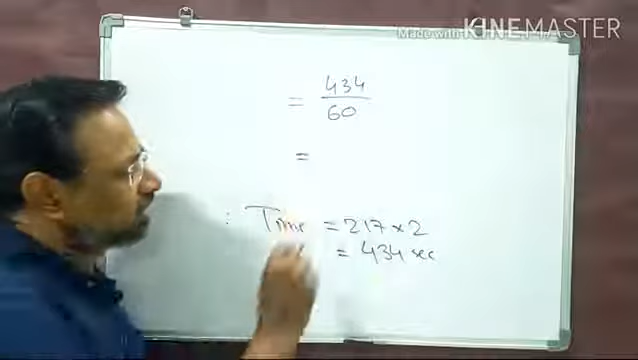 Made with KINEMASTER
= 434
60
=
: Time = 217 × 2
= 434 sec